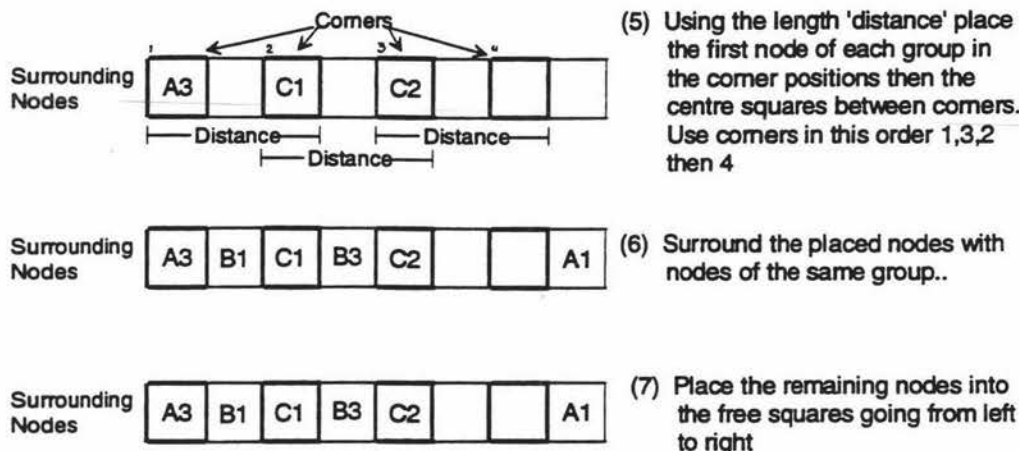 Corners
1 2 3 4
Surrounding Nodes
A3 C1 C2
Distance Distance
Distance
(5) Using the length 'distance' place
the first node of each group in
the corner positions then the
centre squares between corners.
Use corners in this order 1,3,2
then 4
Surrounding Nodes
A3 B1 C1 B3 C2 A1
(6) Surround the placed nodes with
nodes of the same group..
Surrounding Nodes
A3 B1 C1 B3 C2 A1
(7) Place the remaining nodes into
the free squares going from left
to right